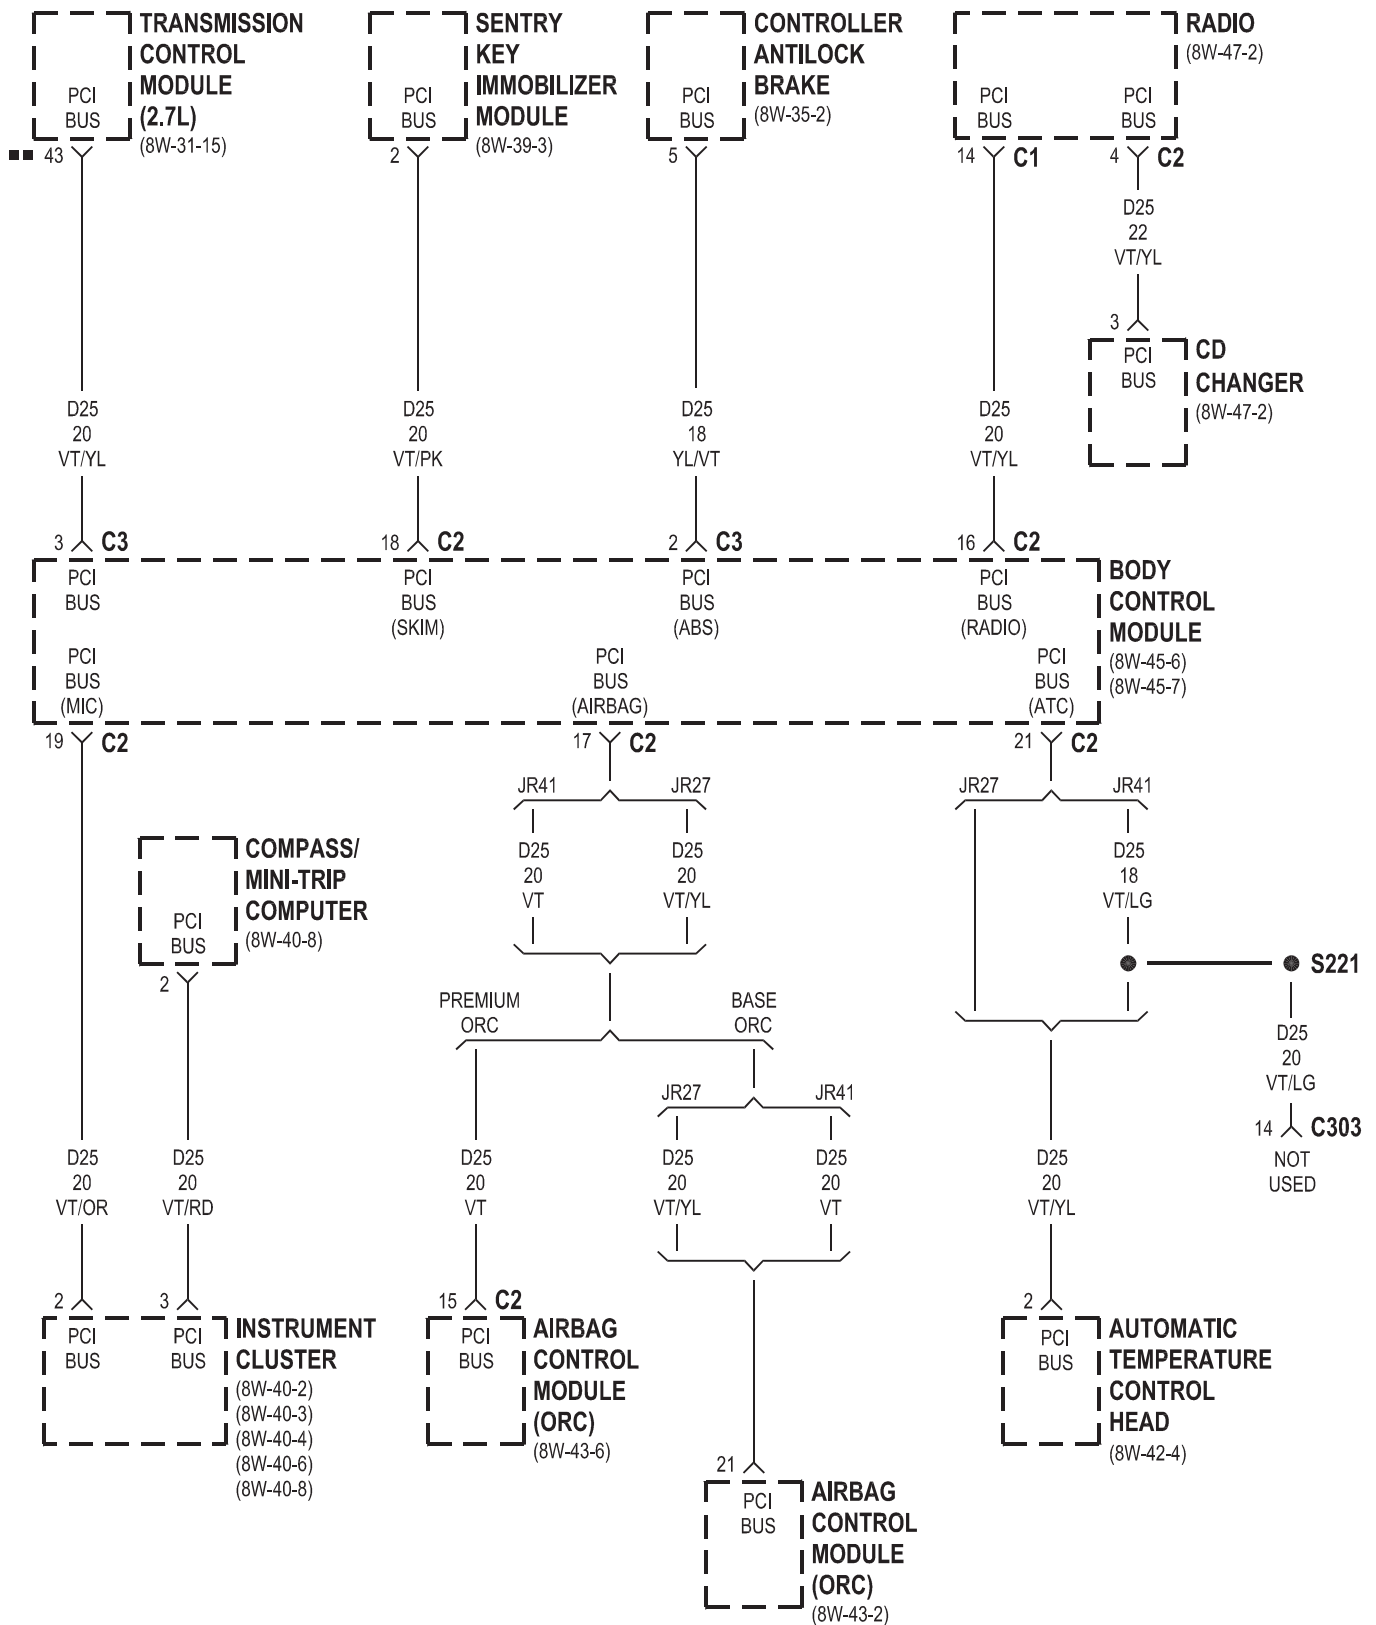 TRANSMISSION
CONTROL
MODULE
(2.7L)
(8W-31-15)
PCI
BUS
43
SENTRY
KEY
IMMOBILIZER
MODULE
(8W-39-3)
PCI
BUS
2
CONTROLLER
ANTILOCK
BRAKE
(8W-35-2)
PCI
BUS
5
RADIO
(8W-47-2)
PCI
BUS
14 C1
PCI
BUS
4 C2
D25
22
VT/YL
3
PCI
BUS
CD
CHANGER
(8W-47-2)
D25
20
VT/YL
D25
20
VT/PK
D25
18
YL/VT
D25
20
VT/YL
3 C3
18 C2
2 C3
16 C2
PCI
BUS
PCI
BUS
(SKIM)
PCI
BUS
(ABS)
PCI
BUS
(RADIO)
BODY
CONTROL
MODULE
(8W-45-6)
(8W-45-7)
PCI
BUS
(MIC)
PCI
BUS
(AIRBAG)
PCI
BUS
(ATC)
19 C2
17 C2
21 C2
JR41
JR27
JR27
JR41
D25
20
VT
D25
20
VT/YL
D25
18
VT/LG
COMPASS/
MINI-TRIP
COMPUTER
(8W-40-8)
PCI
BUS
2
S221
D25
20
VT/LG
14 C303
NOT
USED
PREMIUM
ORC
BASE
ORC
JR27
JR41
D25
20
VT/OR
D25
20
VT/RD
D25
20
VT
D25
20
VT/YL
D25
20
VT
D25
20
VT/YL
2
3
15 C2
2
PCI
BUS
PCI
BUS
INSTRUMENT
CLUSTER
(8W-40-2)
(8W-40-3)
(8W-40-4)
(8W-40-6)
(8W-40-8)
PCI
BUS
AIRBAG
CONTROL
MODULE
(ORC)
(8W-43-6)
PCI
BUS
AUTOMATIC
TEMPERATURE
CONTROL
HEAD
(8W-42-4)
21
PCI
BUS
AIRBAG
CONTROL
MODULE
(ORC)
(8W-43-2)